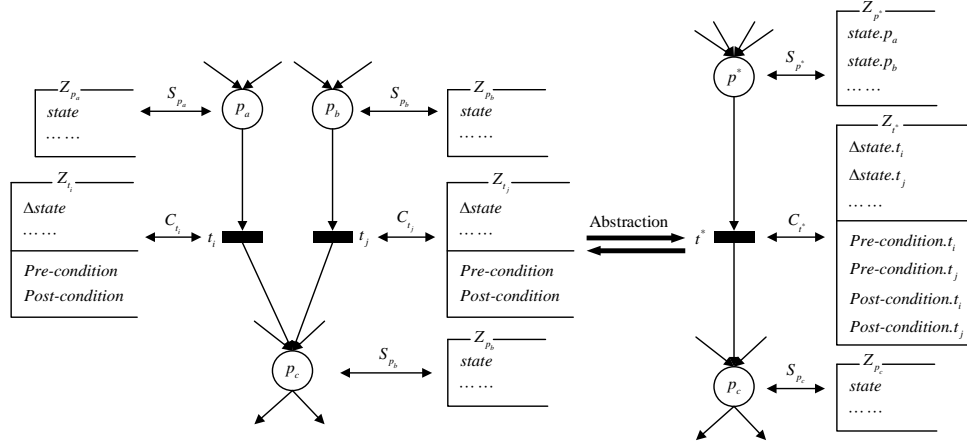 Z_{p_a}
state
... ...
S_{p_a}
p_a
p_b
S_{p_b}
Z_{p_b}
state
... ...
Z_{t_i}
Δstate
... ...
Pre-condition
Post-condition
C_{t_i}
t_i
t_j
C_{t_j}
Z_{t_j}
Δstate
... ...
Pre-condition
Post-condition
p_c
S_{p_b}
Z_{p_b}
state
... ...
Abstraction
p^*
S_{p^*}
Z_{p^*}
state.p_a
state.p_b
... ...
t^*
C_{t^*}
Z_{t^*}
Δstate.t_i
Δstate.t_j
... ...
Pre-condition.t_i
Pre-condition.t_j
Post-condition.t_i
Post-condition.t_j
p_c
S_{p_c}
Z_{p_c}
state
... ...